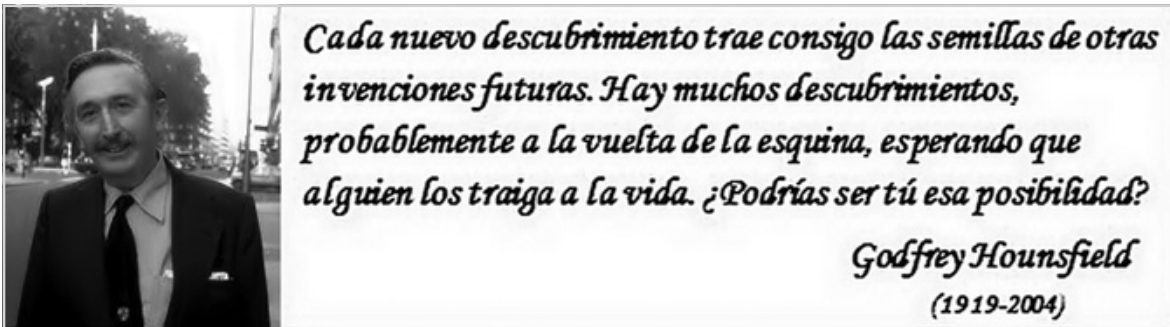 Cada nuevo descubrimiento trae consigo las semillas de otras
invenciones futuras. Hay muchos descubrimientos,
probablemente a la vuelta de la esquina, esperando que
alguien los traiga a la vida. ¿Podrías ser tú esa posibilidad?
Godfrey Hounsfield
(1919-2004)